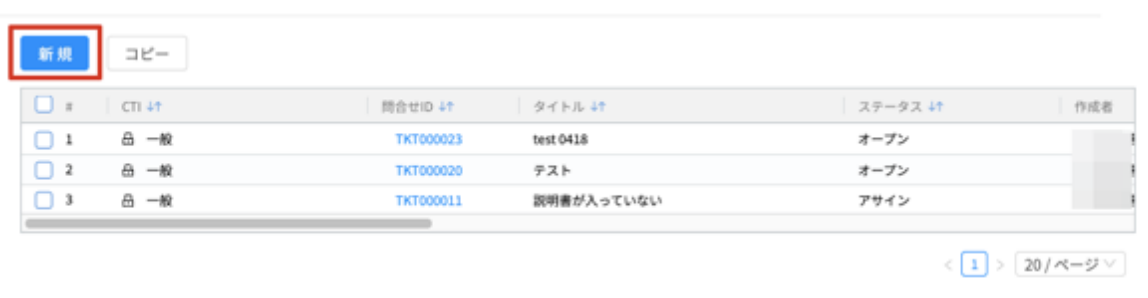 新規 コピー
# CTI 問合せID タイトル ステータス 作成者
1 一般 TKT000023 test 0418 オープン
2 一般 TKT000020 テスト オープン
3 一般 TKT000011 説明書が入っていない アサイン
< 1 > 20 / ページ